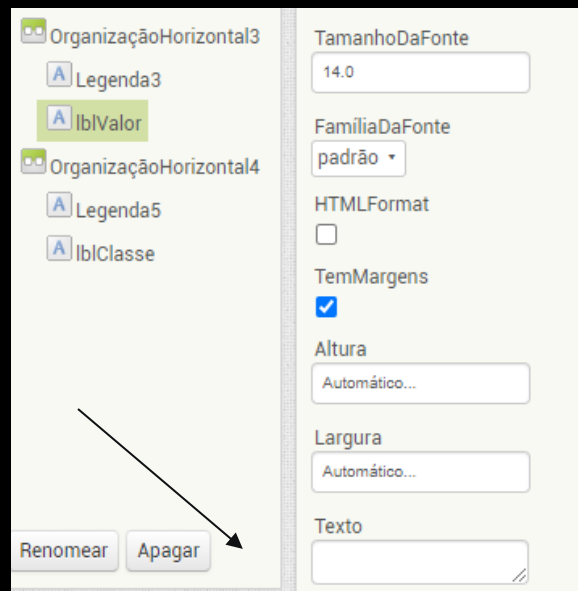 OrganizaçãoHorizontal3
Legenda3
lblValor
OrganizaçãoHorizontal4
Legenda5
lblClasse
Renomear Apagar
TamanhoDaFonte
14.0
FamíliaDaFonte
padrão
HTMLFormat
TemMargens
Altura
Automático...
Largura
Automático...
Texto